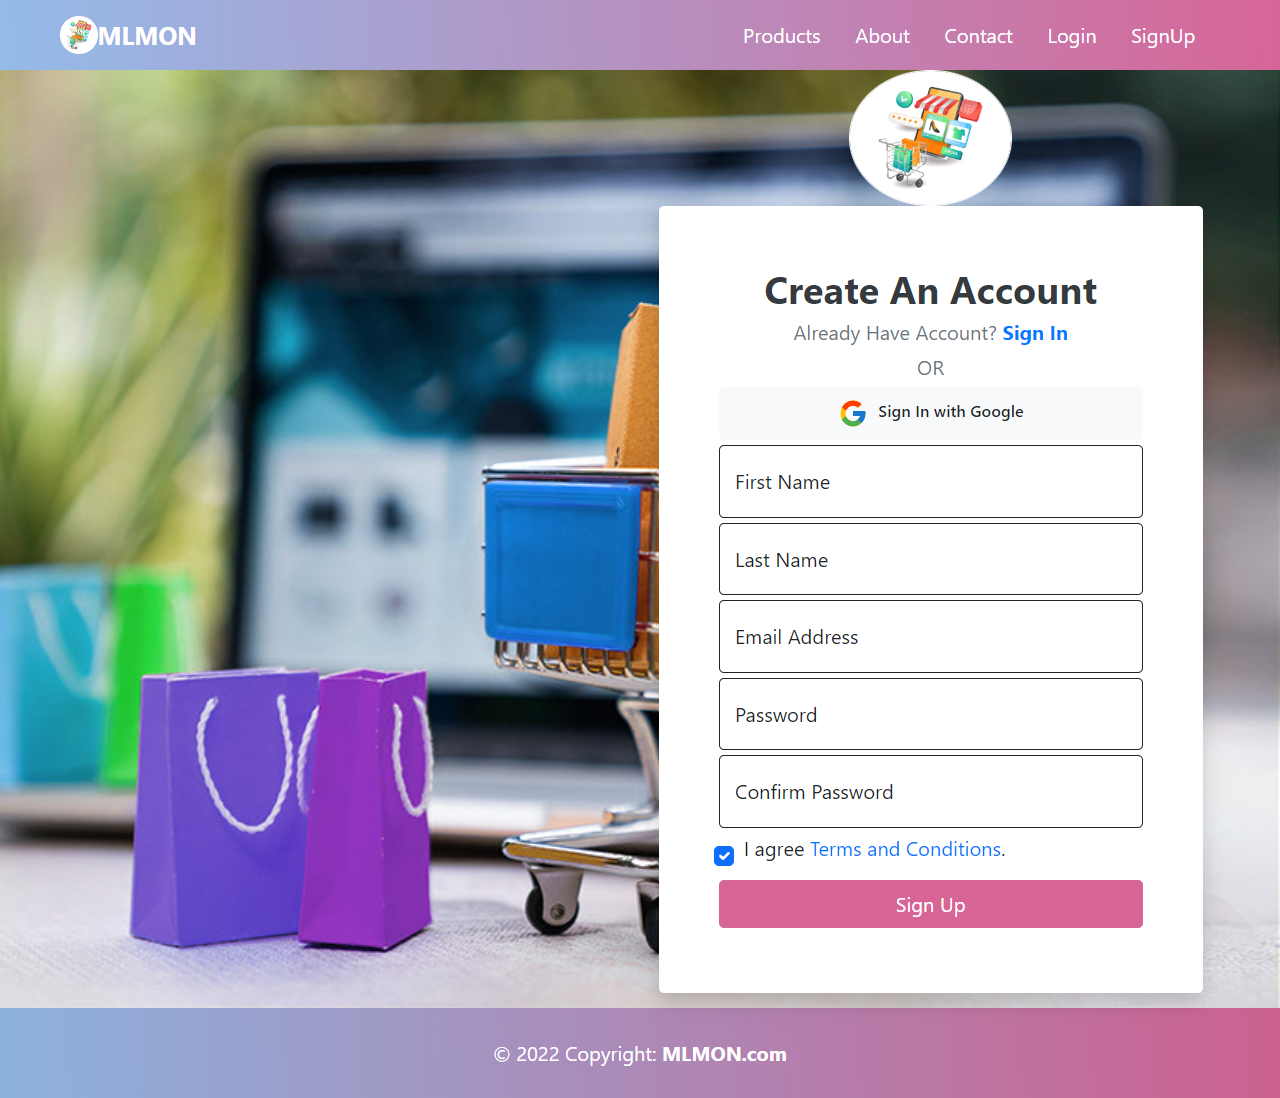 MLMON
Products About Contact Login SignUp
Create An Account
Already Have Account? Sign In
OR
Sign In with Google
First Name
Last Name
Email Address
Password
Confirm Password
I agree Terms and Conditions.
Sign Up
© 2022 Copyright: MLMON.com